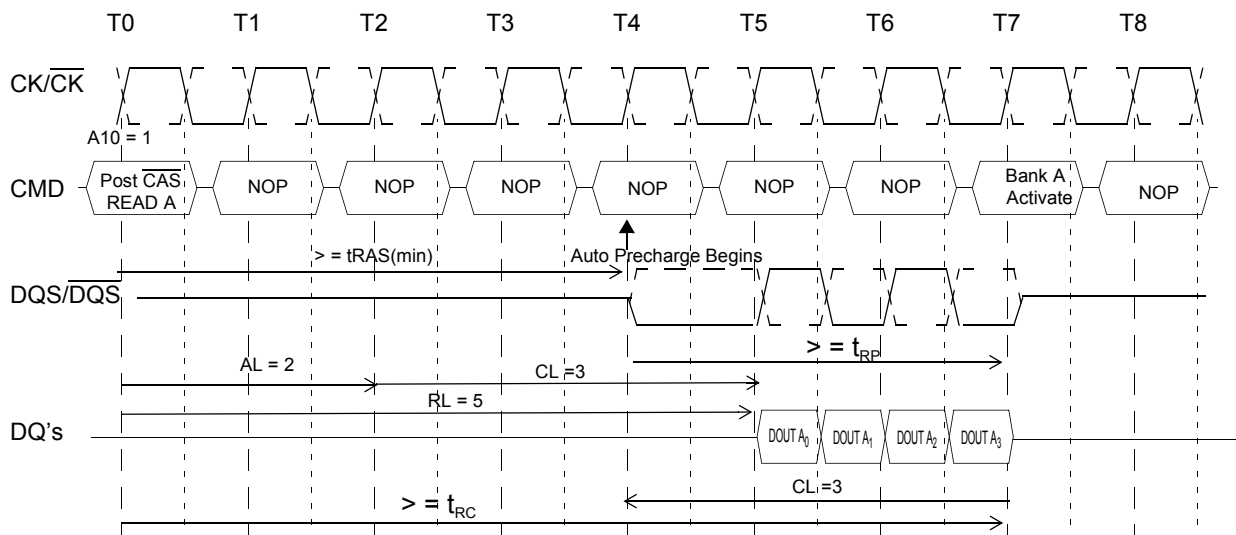 T0 T1 T2 T3 T4 T5 T6 T7 T8
CK/CK
A10 = 1
CMD
Post CAS
READ A
NOP NOP NOP NOP NOP NOP
Bank A
Activate
NOP
> = tRAS(min)
Auto Precharge Begins
DQS/DQS
> = tRP
AL = 2
CL =3
RL = 5
DQ's
DOUT A0 DOUT A1 DOUT A2 DOUT A3
CL =3
> = tRC